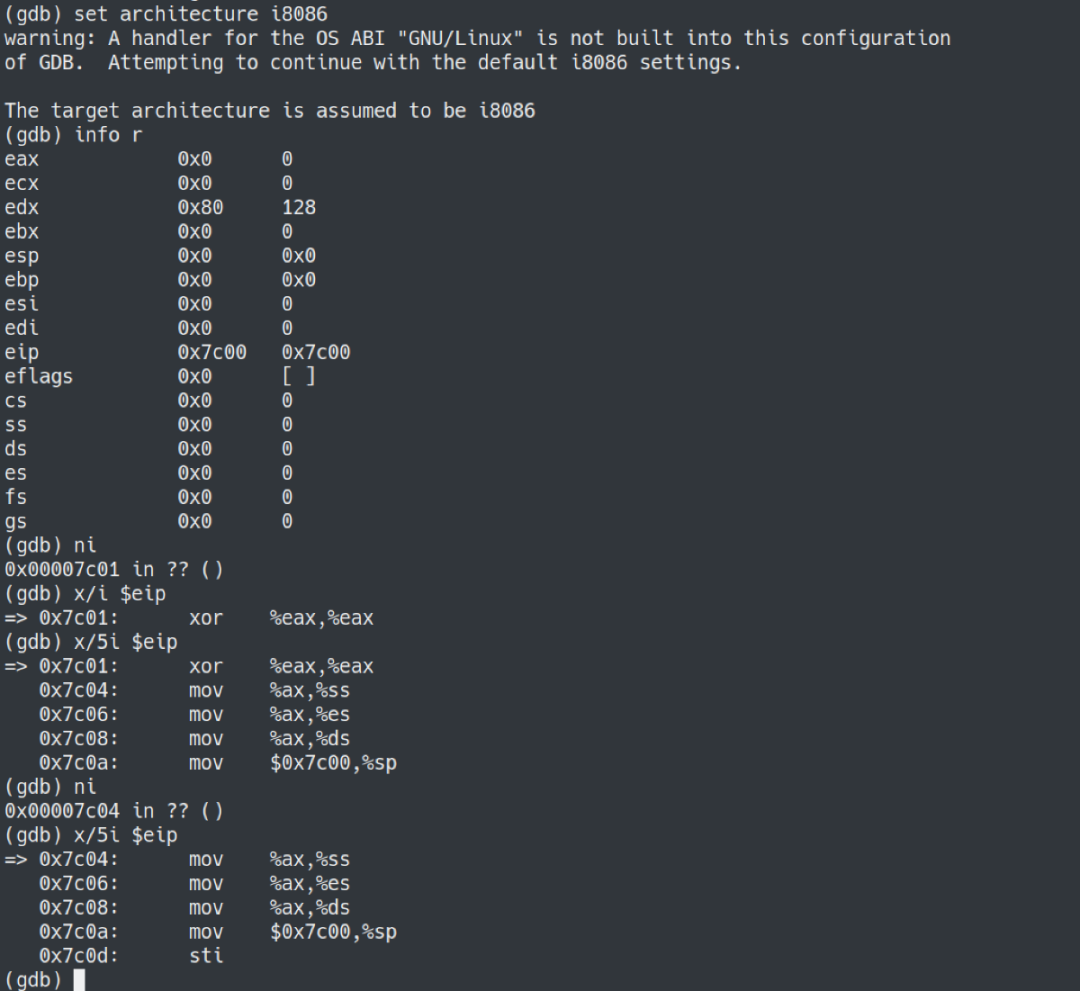 (gdb) set architecture i8086
warning: A handler for the OS ABI "GNU/Linux" is not built into this configuration
of GDB.  Attempting to continue with the default i8086 settings.

The target architecture is assumed to be i8086
(gdb) info r
eax            0x0      0
ecx            0x0      0
edx            0x80     128
ebx            0x0      0
esp            0x0      0x0
ebp            0x0      0x0
esi            0x0      0
edi            0x0      0
eip            0x7c00   0x7c00
eflags         0x0      [ ]
cs             0x0      0
ss             0x0      0
ds             0x0      0
es             0x0      0
fs             0x0      0
gs             0x0      0
(gdb) ni
0x00007c01 in ?? ()
(gdb) x/i $eip
=> 0x7c01:      xor    %eax,%eax
(gdb) x/5i $eip
=> 0x7c01:      xor    %eax,%eax
   0x7c04:      mov    %ax,%ss
   0x7c06:      mov    %ax,%es
   0x7c08:      mov    %ax,%ds
   0x7c0a:      mov    $0x7c00,%sp
(gdb) ni
0x00007c04 in ?? ()
(gdb) x/5i $eip
=> 0x7c04:      mov    %ax,%ss
   0x7c06:      mov    %ax,%es
   0x7c08:      mov    %ax,%ds
   0x7c0a:      mov    $0x7c00,%sp
   0x7c0d:      sti
(gdb)